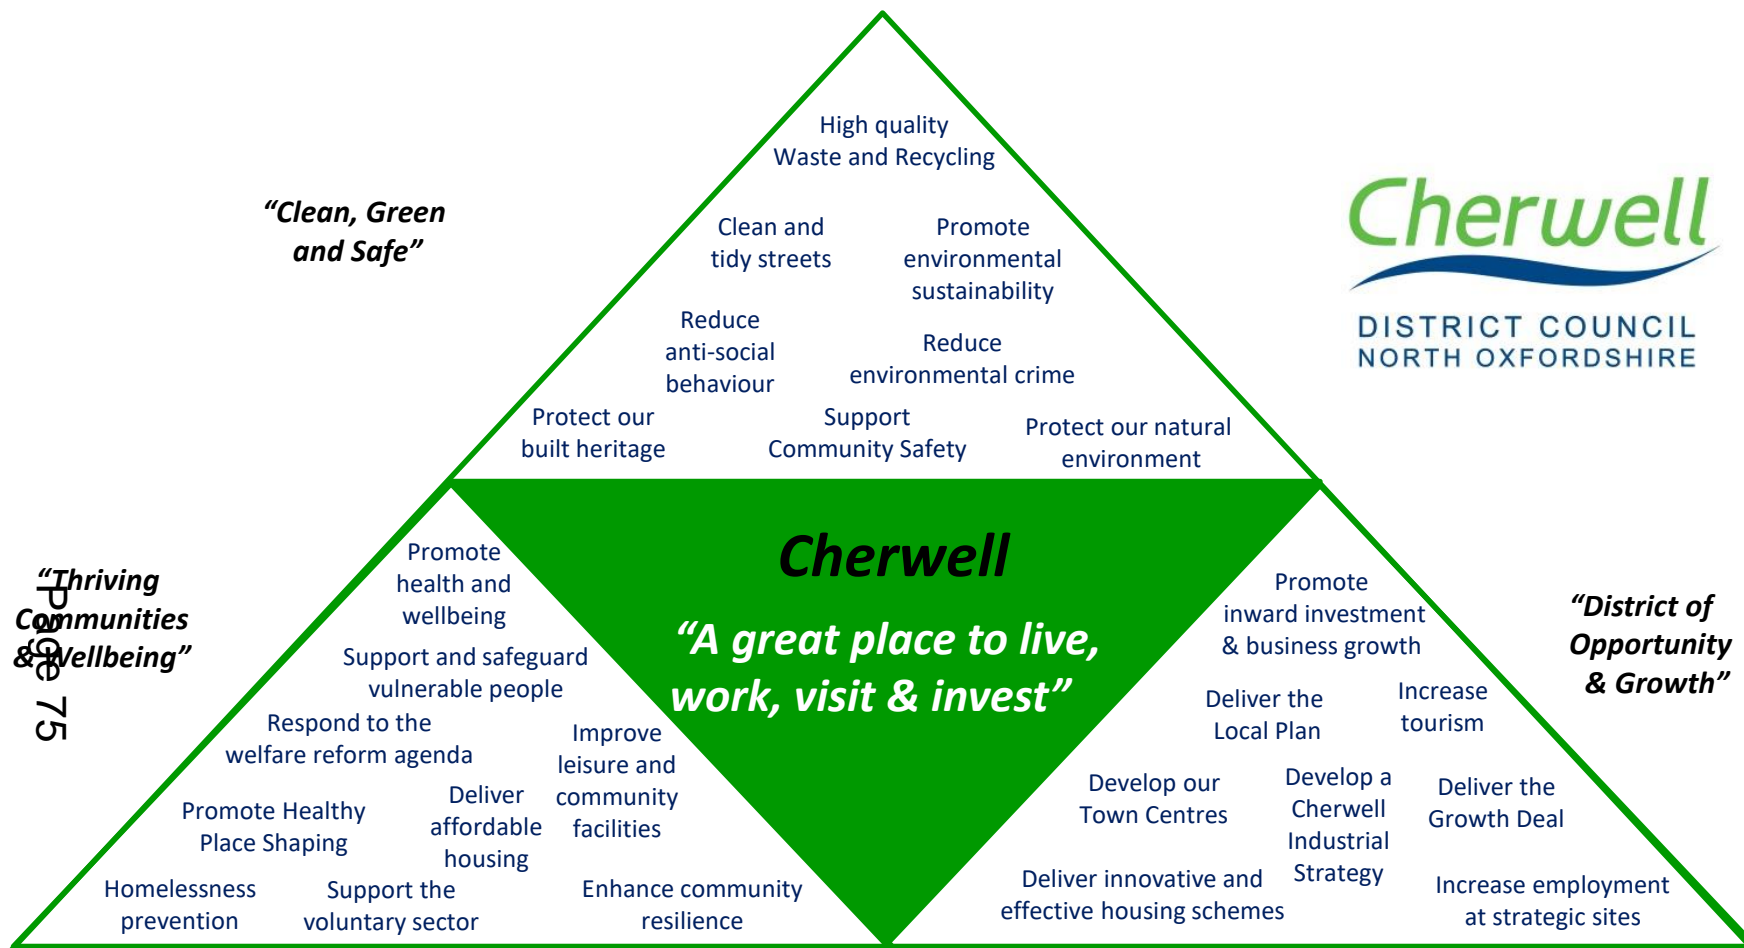 High quality
Waste and Recycling
“Clean, Green
and Safe”
Clean and
tidy streets
Promote
environmental
sustainability
Reduce
anti-social
behaviour
Reduce
environmental crime
Protect our
built heritage
Support
Community Safety
Protect our natural
environment
Cherwell
DISTRICT COUNCIL
NORTH OXFORDSHIRE
Cherwell
“A great place to live,
work, visit & invest”
“Thriving
Communities
& Wellbeing”
Page 75
Promote
health and
wellbeing
Support and safeguard
vulnerable people
Respond to the
welfare reform agenda
Improve
leisure and
community
facilities
Promote Healthy
Place Shaping
Deliver
affordable
housing
Homelessness
prevention
Support the
voluntary sector
Enhance community
resilience
“District of
Opportunity
& Growth”
Promote
inward investment
& business growth
Deliver the
Local Plan
Increase
tourism
Develop our
Town Centres
Develop a
Cherwell
Industrial
Strategy
Deliver the
Growth Deal
Deliver innovative and
effective housing schemes
Increase employment
at strategic sites